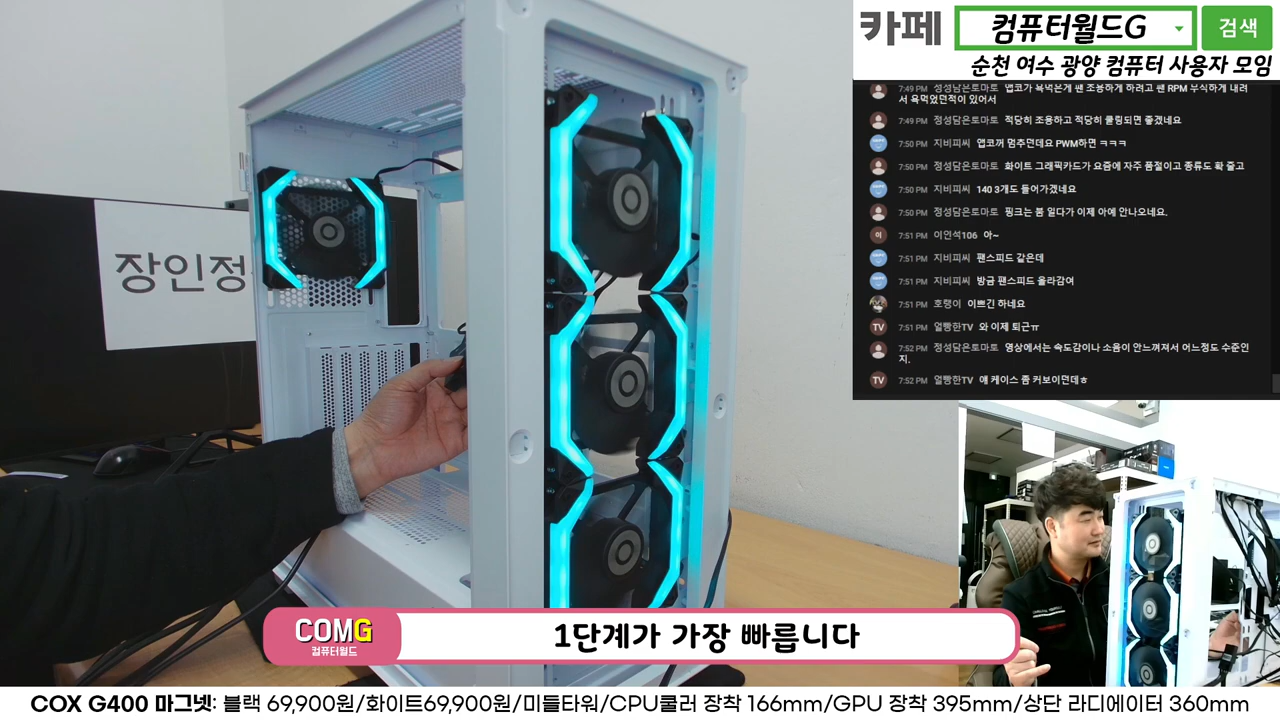 카페 컴퓨터월드G 검색
순천 여수 광양 컴퓨터 사용자 모임
7:49 PM 정성담은토마토 앱코가 욕먹은게 팬 조용하게 하려고 팬 RPM 무식하게 내려
서 욕먹었던적이 있어서
7:49 PM 정성담은토마토 적당히 조용하고 적당히 쿨링되면 좋겠네요
7:50 PM 지비피씨 앱코꺼 멈추던데요 PWM하면 ㅋㅋㅋ
7:50 PM 정성담은토마토 화이트 그래픽카드가 요즘에 자주 품절이고 종류도 확 줄고
7:50 PM 지비피씨 140 3개도 들어가겠네요
7:50 PM 정성담은토마토 핑크는 붐 일다가 이제 아예 안나오네요.
이 7:51 PM 이인석106 아~
7:51 PM 지비피씨 팬스피드 같은데
7:51 PM 지비피씨 방금 팬스피드 올라감여
7:51 PM 호랭이 이쁘긴 하네요
TV 7:51 PM 얼빵한TV 와 이제 퇴근ㅠ
7:52 PM 정성담은토마토 영상에서는 속도감이나 소음이 안느껴져서 어느정도 수준인
지.
TV 7:52 PM 얼빵한TV 얘 케이스 좀 커보이던데ㅎ
장인정
COMG 1단계가 가장 빠릅니다
컴퓨터월드
COX G400 마그넷: 블랙 69,900원/화이트69,900원/미들타워/CPU쿨러 장착 166mm/GPU 장착 395mm/상단 라디에이터 360mm